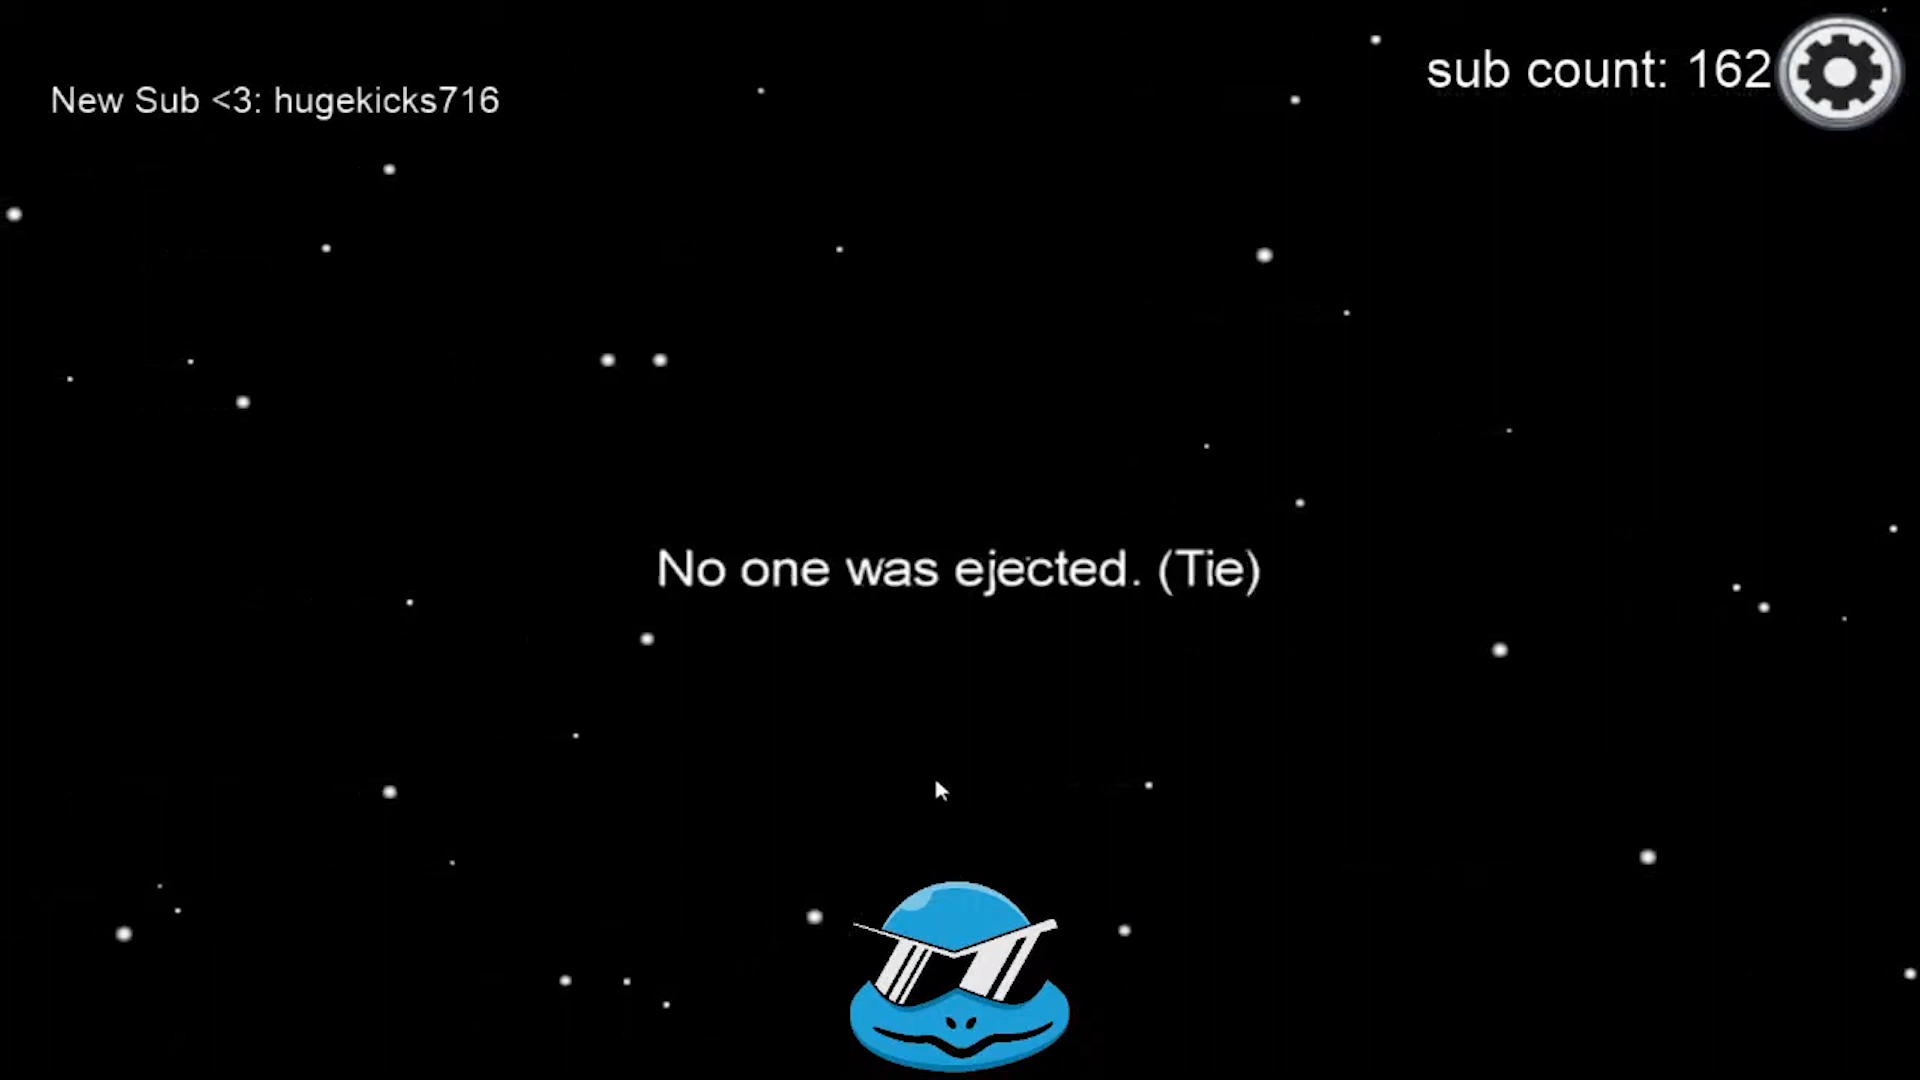 sub count: 162
New Sub <3: hugekicks716
No one was ejected. (Tie)